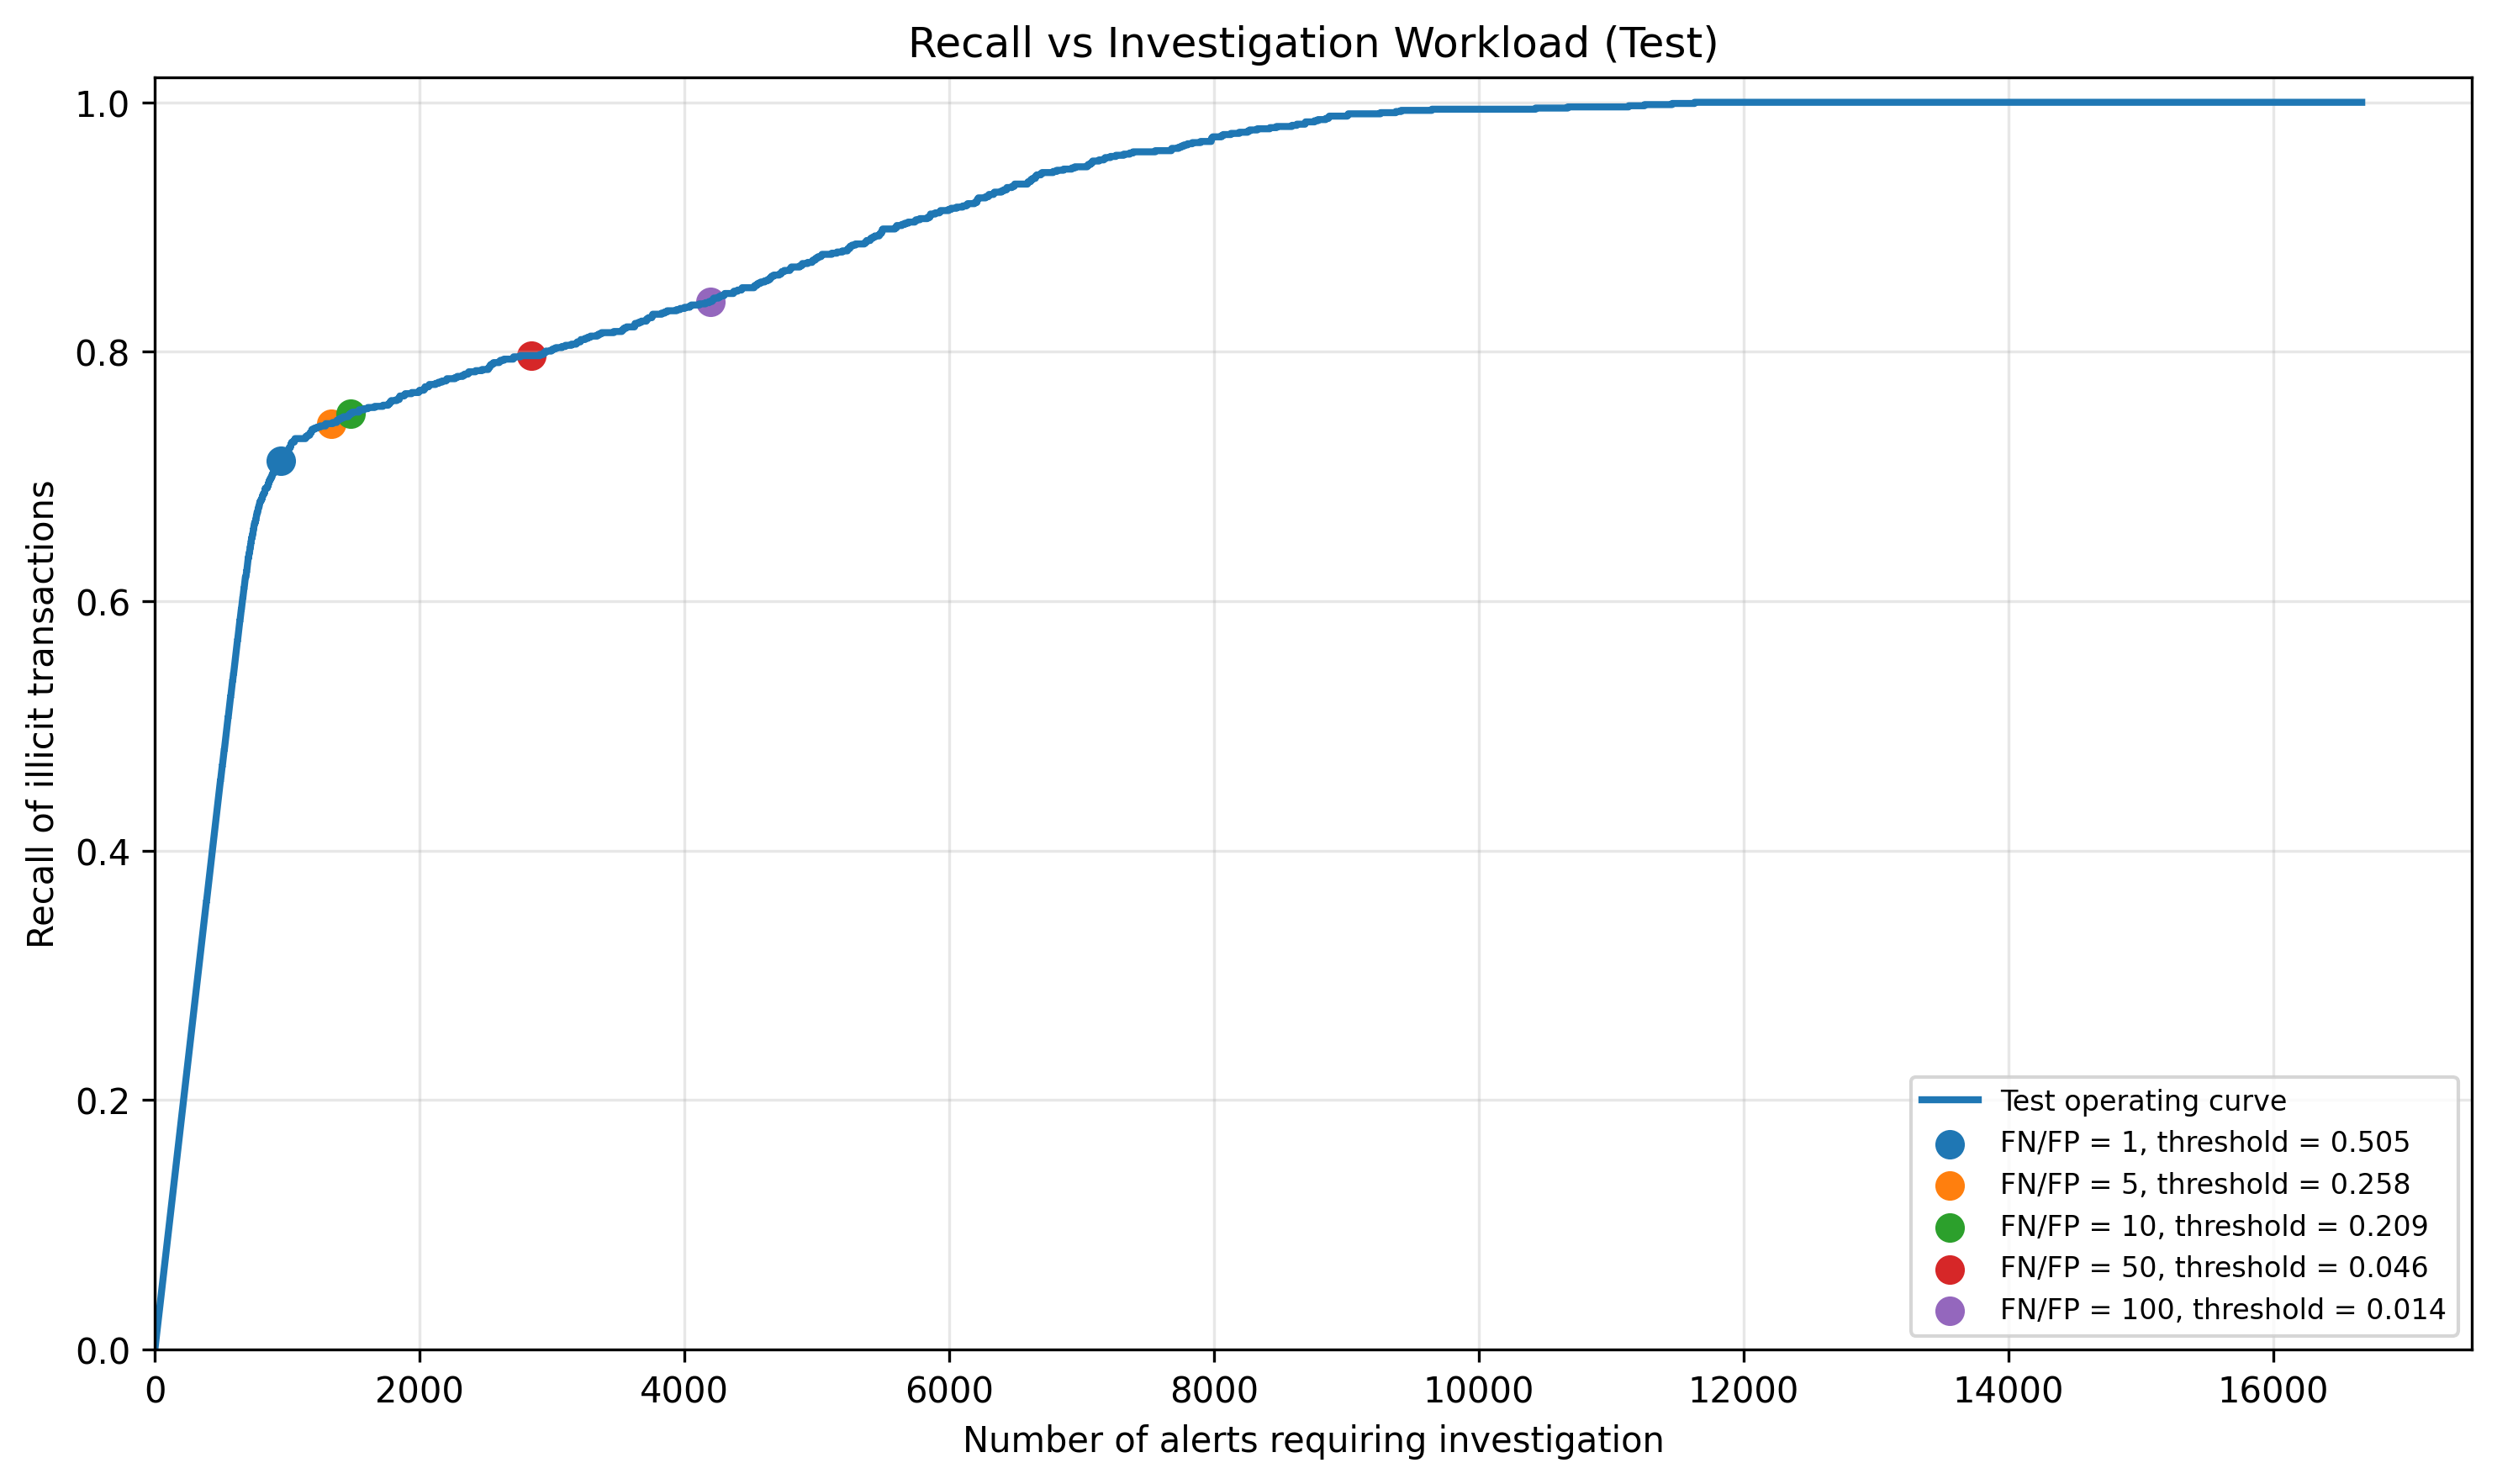 Recall vs Investigation Workload (Test)
Recall of illicit transactions
1.0
0.8
0.6
0.4
0.2
0.0
0 2000 4000 6000 8000 10000 12000 14000 16000
Number of alerts requiring investigation
Test operating curve
FN/FP = 1, threshold = 0.505
FN/FP = 5, threshold = 0.258
FN/FP = 10, threshold = 0.209
FN/FP = 50, threshold = 0.046
FN/FP = 100, threshold = 0.014